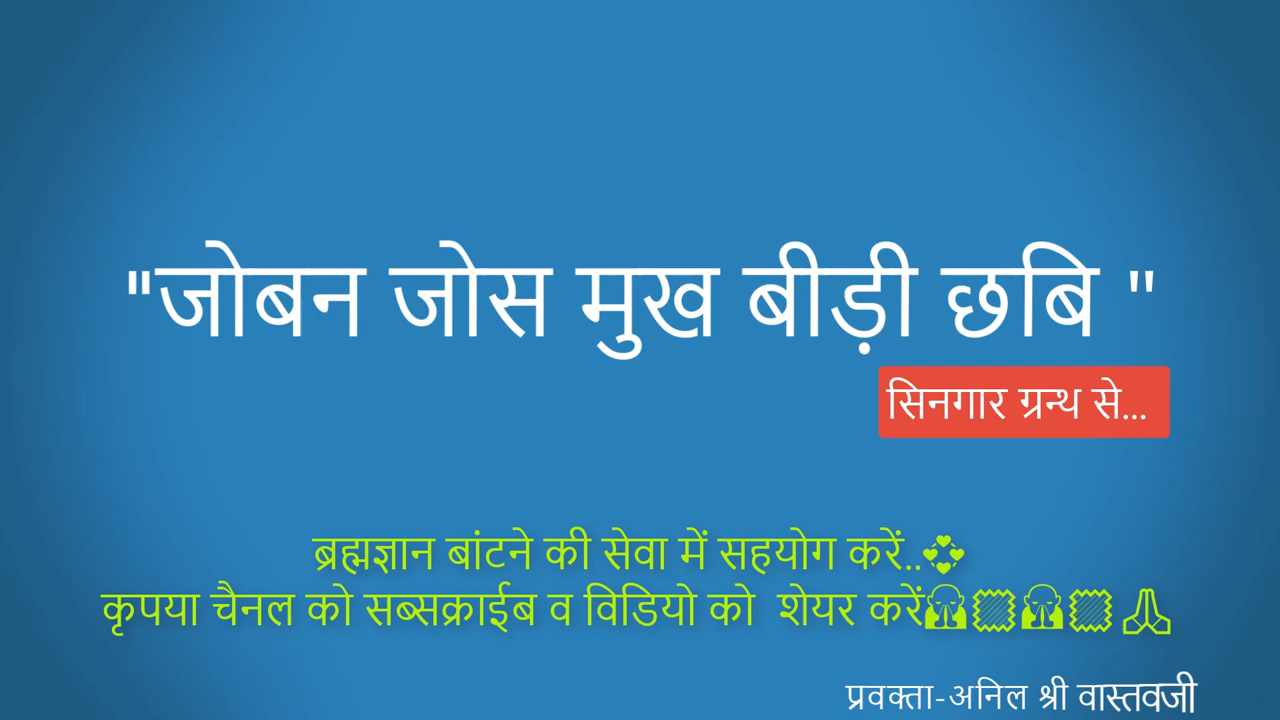 "जोबन जोस मुख बीड़ी छबि "
सिनगार ग्रन्थ से...
ब्रह्मज्ञान बांटने की सेवा में सहयोग करें..💞
कृपया चैनल को सब्सक्राईब व विडियो को शेयर करें🙏🏼🙏🏼🙏
प्रवक्ता-अनिल श्री वास्तवजी